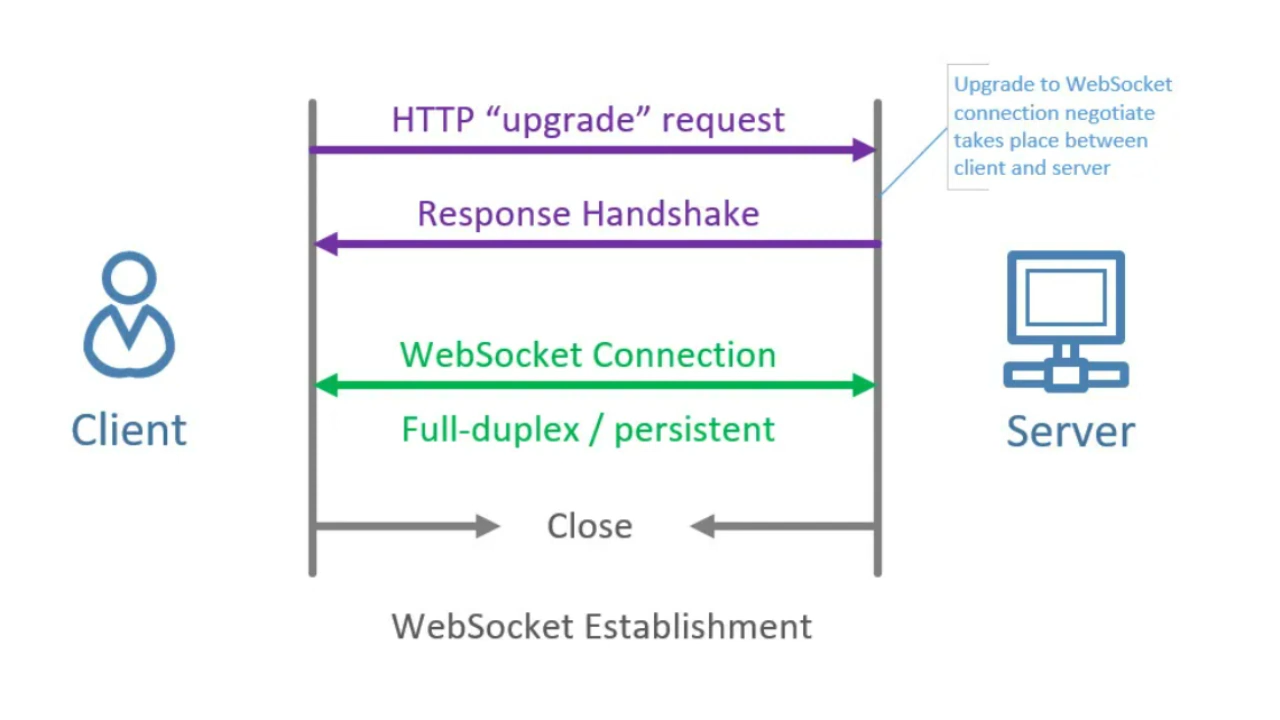 HTTP “upgrade” request
Upgrade to WebSocket
connection negotiate
takes place between
client and server
Response Handshake
WebSocket Connection
Full-duplex / persistent
Client
Server
Close
WebSocket Establishment